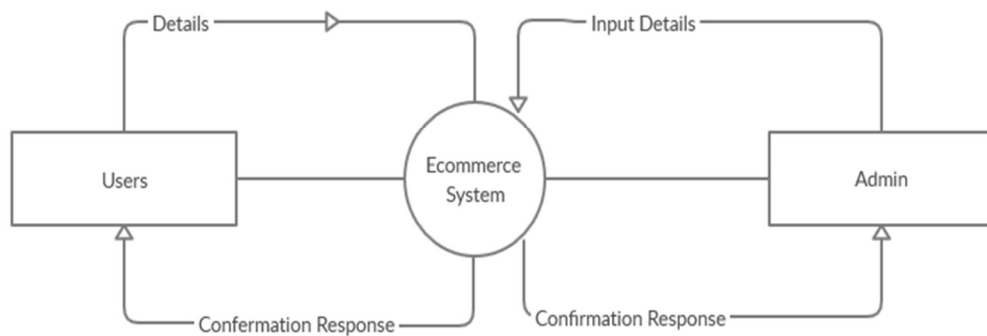 Details
Input Details
Users
Ecommerce
System
Admin
Confermation Response
Confirmation Response